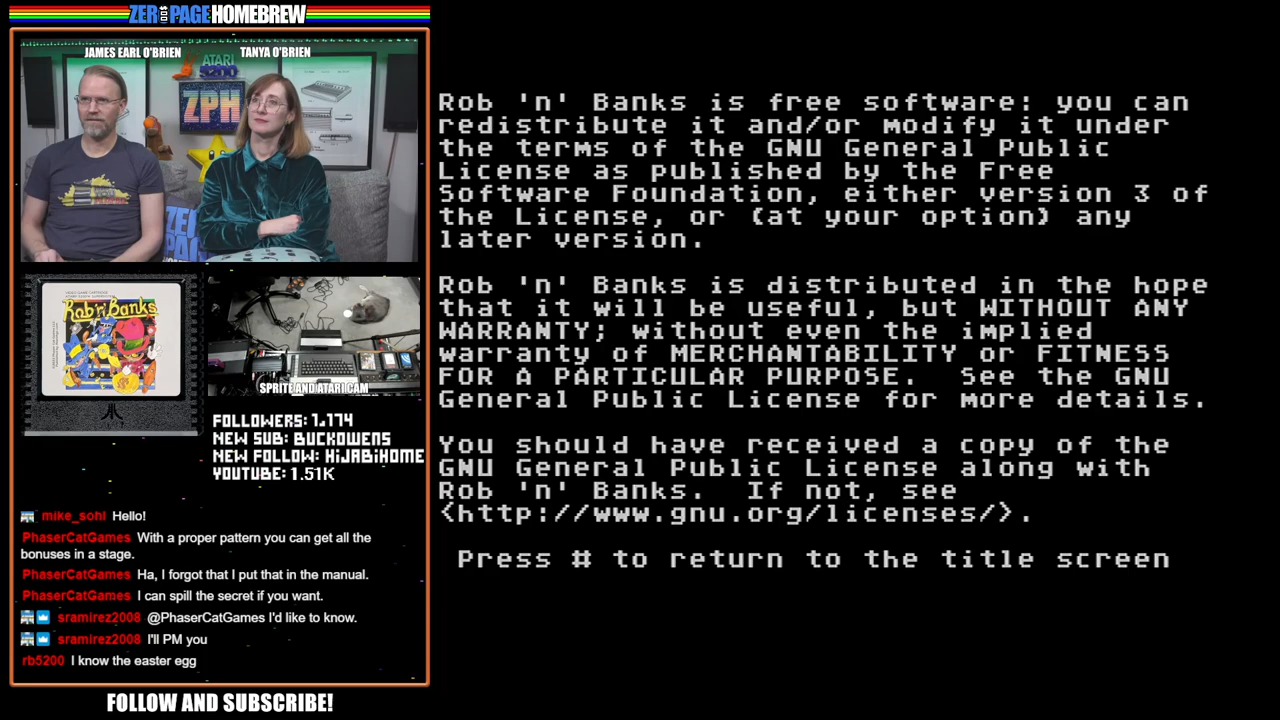 ZERO PAGE HOMEBREW
JAMES EARL O'BRIEN
TANYA O'BRIEN
ATARI
5200
ZPH
Rob 'n' Banks
SPRITE AND ATARI CAM
FOLLOWERS: 1,174
NEW SUB: BUCKOWENS
NEW FOLLOW: HIJABIHOME
YOUTUBE: 1.51K
mike_sohl Hello!
PhaserCatGames With a proper pattern you can get all the
bonuses in a stage.
PhaserCatGames Ha, I forgot that I put that in the manual.
PhaserCatGames I can spill the secret if you want.
sramirez2008 @PhaserCatGames I'd like to know.
sramirez2008 I'll PM you
rb5200 I know the easter egg
FOLLOW AND SUBSCRIBE!
Rob 'n' Banks is free software: you can
redistribute it and/or modify it under
the terms of the GNU General Public
License as published by the Free
Software Foundation, either version 3 of
the License, or (at your option) any
later version.
Rob 'n' Banks is distributed in the hope
that it will be useful, but WITHOUT ANY
WARRANTY; without even the implied
warranty of MERCHANTABILITY or FITNESS
FOR A PARTICULAR PURPOSE. See the GNU
General Public License for more details.
You should have received a copy of the
GNU General Public License along with
Rob 'n' Banks. If not, see
<http://www.gnu.org/licenses/>.
Press # to return to the title screen